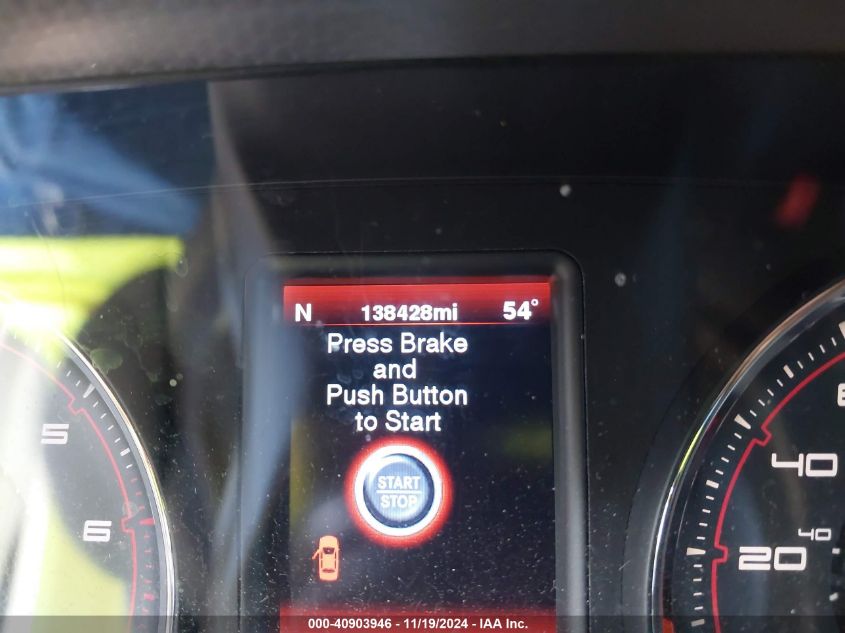 N 138428mi 54°
Press Brake
and
Push Button
to Start
START
STOP
5
6
40
20
40
000-40903946 - 11/19/2024 - IAA Inc.